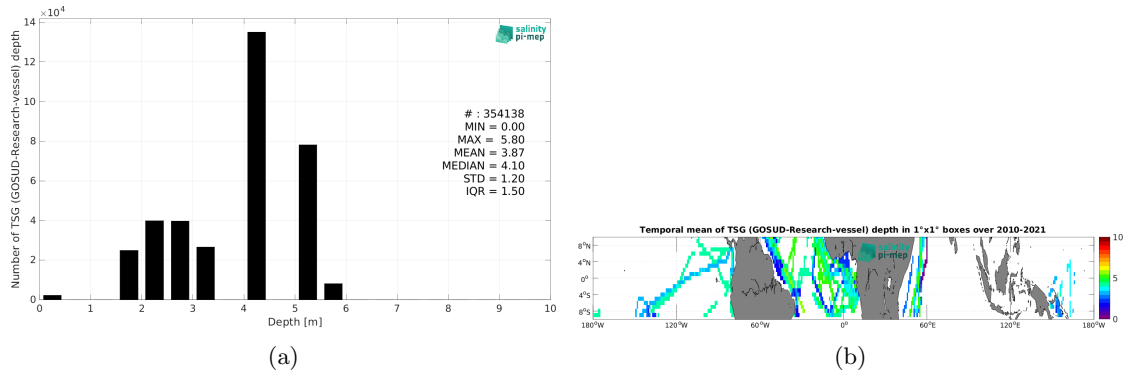 ×10⁴
14
12
10
8
6
4
2
0
Number of TSG (GOSUD-Research-vessel) depth
salinity
pi-mep
# : 354138
MIN = 0.00
MAX = 5.80
MEAN = 3.87
MEDIAN = 4.10
STD = 1.20
IQR = 1.50
0 1 2 3 4 5 6 7 8 9 10
Depth [m]
(a)
Temporal mean of TSG (GOSUD-Research-vessel) depth in 1°x1° boxes over 2010-2021
salinity
pi-mep
8°N
4°N
0°
4°S
8°S
180°W 120°W 60°W 0° 60°E 120°E 180°W
10
5
0
(b)